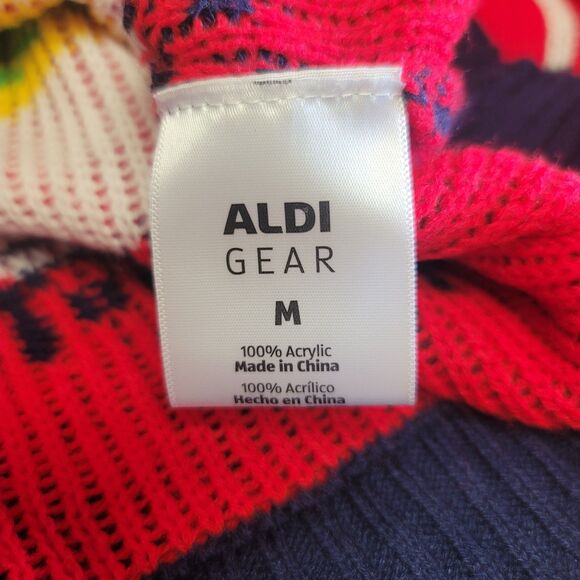 ALDI
GEAR
M
100% Acrylic
Made in China
100% Acrílico
Hecho en China